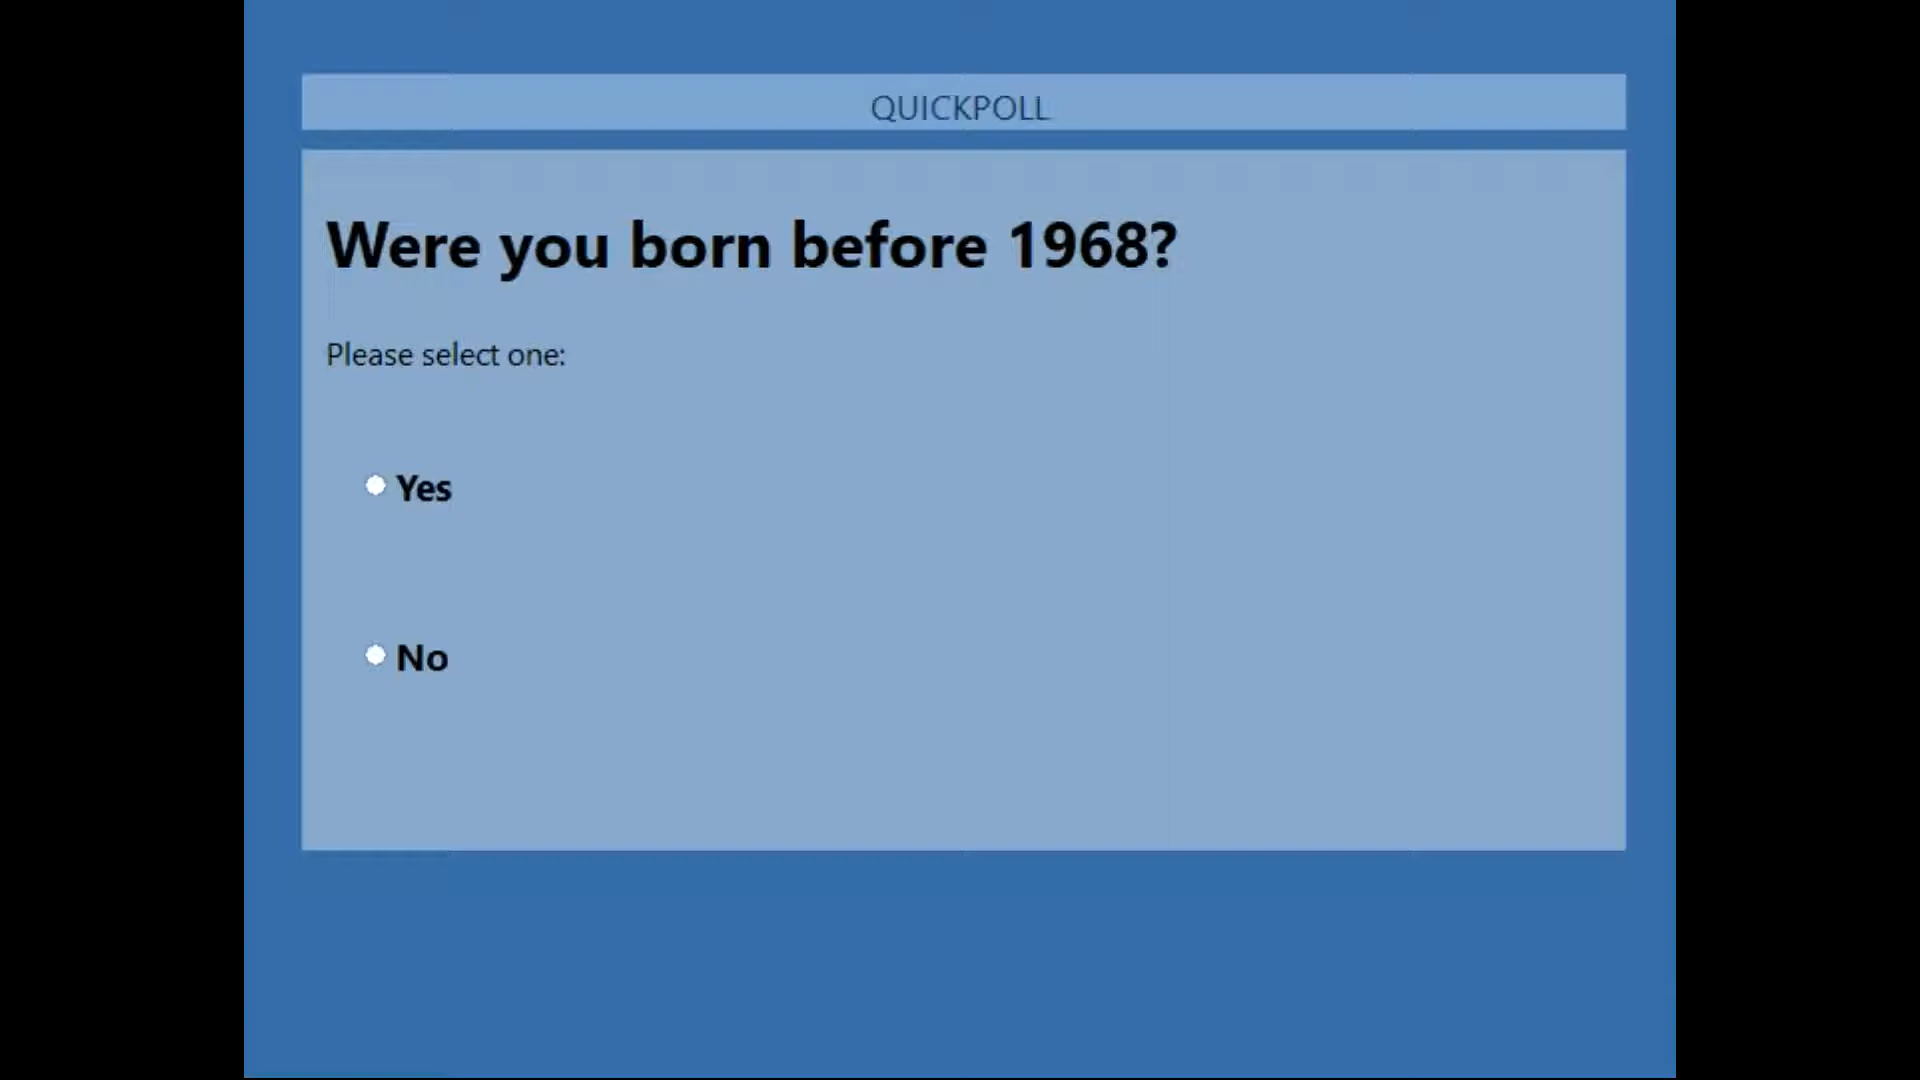 QUICKPOLL
Were you born before 1968?
Please select one:
Yes
No